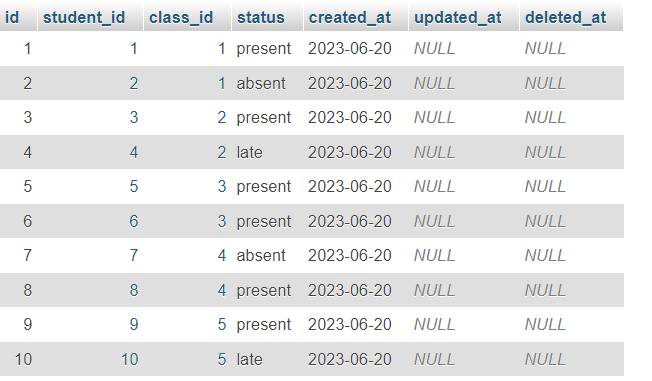 id student_id class_id status created_at updated_at deleted_at
1 1 1 present 2023-06-20 NULL NULL
2 2 1 absent 2023-06-20 NULL NULL
3 3 2 present 2023-06-20 NULL NULL
4 4 2 late 2023-06-20 NULL NULL
5 5 3 present 2023-06-20 NULL NULL
6 6 3 present 2023-06-20 NULL NULL
7 7 4 absent 2023-06-20 NULL NULL
8 8 4 present 2023-06-20 NULL NULL
9 9 5 present 2023-06-20 NULL NULL
10 10 5 late 2023-06-20 NULL NULL